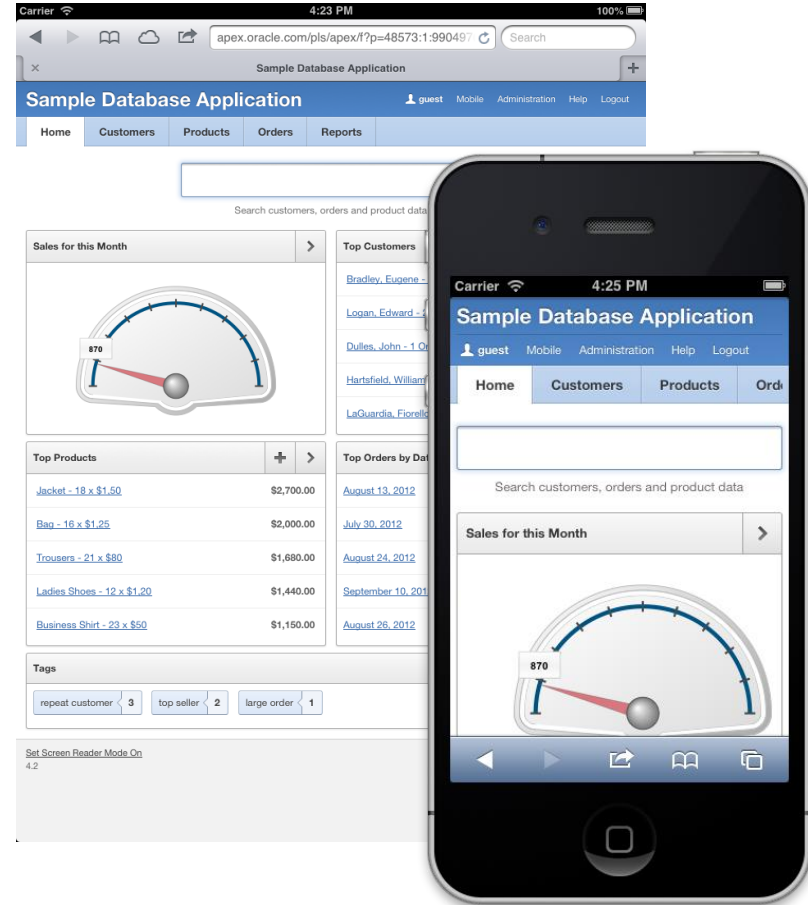 Carrier 4:23 PM 100%
apex.oracle.com/pls/apex/f?p=48573:1:990497 Search
Sample Database Application
Sample Database Application guest Mobile Administration Help Logout
Home Customers Products Orders Reports
Search customers, orders and product data
Sales for this Month
870
Top Customers
Bradley, Eugene -
Logan, Edward -
Dulles, John - 1 O
Hartsfield, William
LaGuardia, Fiorello
Top Products
Jacket - 18 x $1,50 $2,700.00
Bag - 16 x $1,25 $2,000.00
Trousers - 21 x $80 $1,680.00
Ladies Shoes - 12 x $1,20 $1,440.00
Business Shirt - 23 x $50 $1,150.00
Top Orders by Dat
August 13, 2012
July 30, 2012
August 24, 2012
September 10, 201
August 26, 2012
Tags
repeat customer 3 top seller 2 large order 1
Set Screen Reader Mode On
4.2
Carrier 4:25 PM
Sample Database Application
guest Mobile Administration Help Logout
Home Customers Products Orde
Search customers, orders and product data
Sales for this Month
870